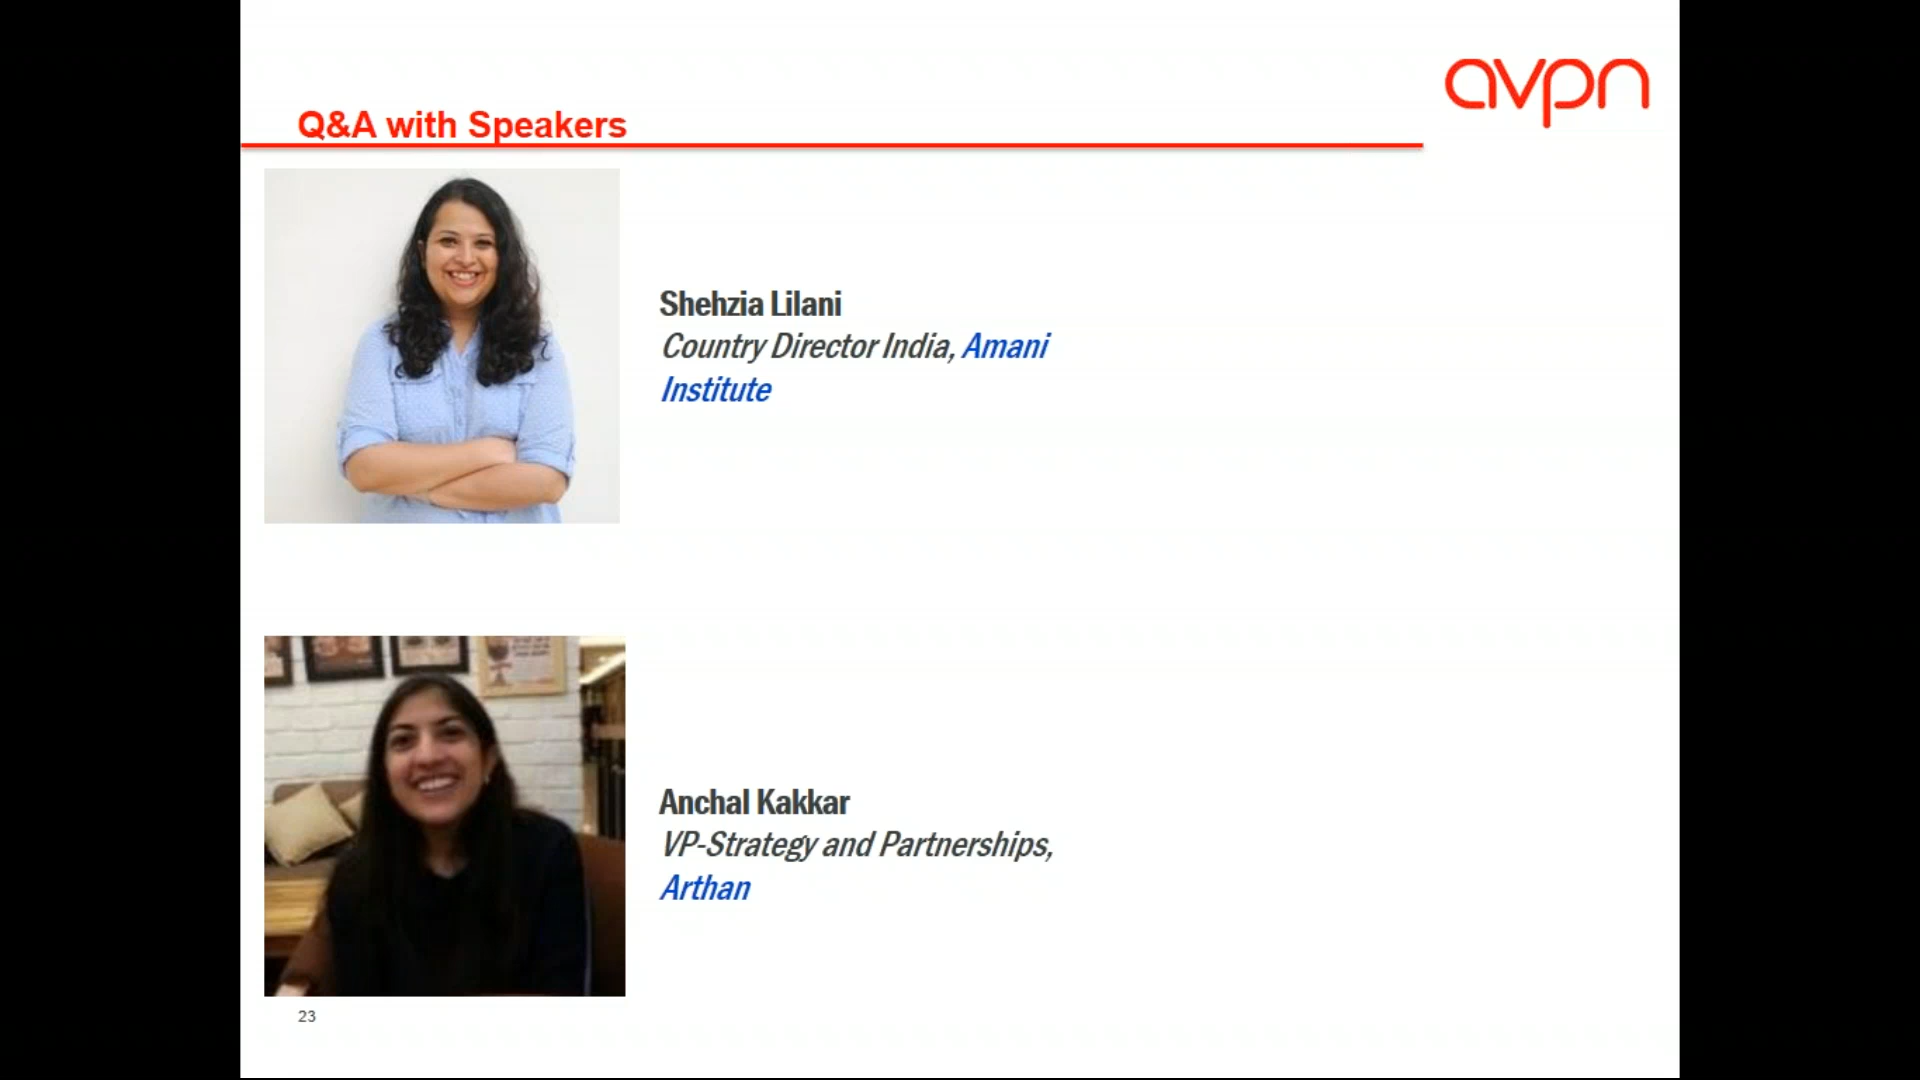 avpn
Q&A with Speakers
Shehzia Lilani
Country Director India, Amani
Institute
Anchal Kakkar
VP-Strategy and Partnerships,
Arthan
23